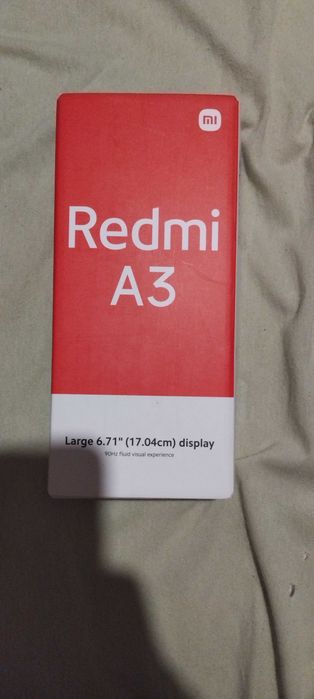 mi
Redmi
A3
Large 6.71" (17.04cm) display
90Hz fluid visual experience